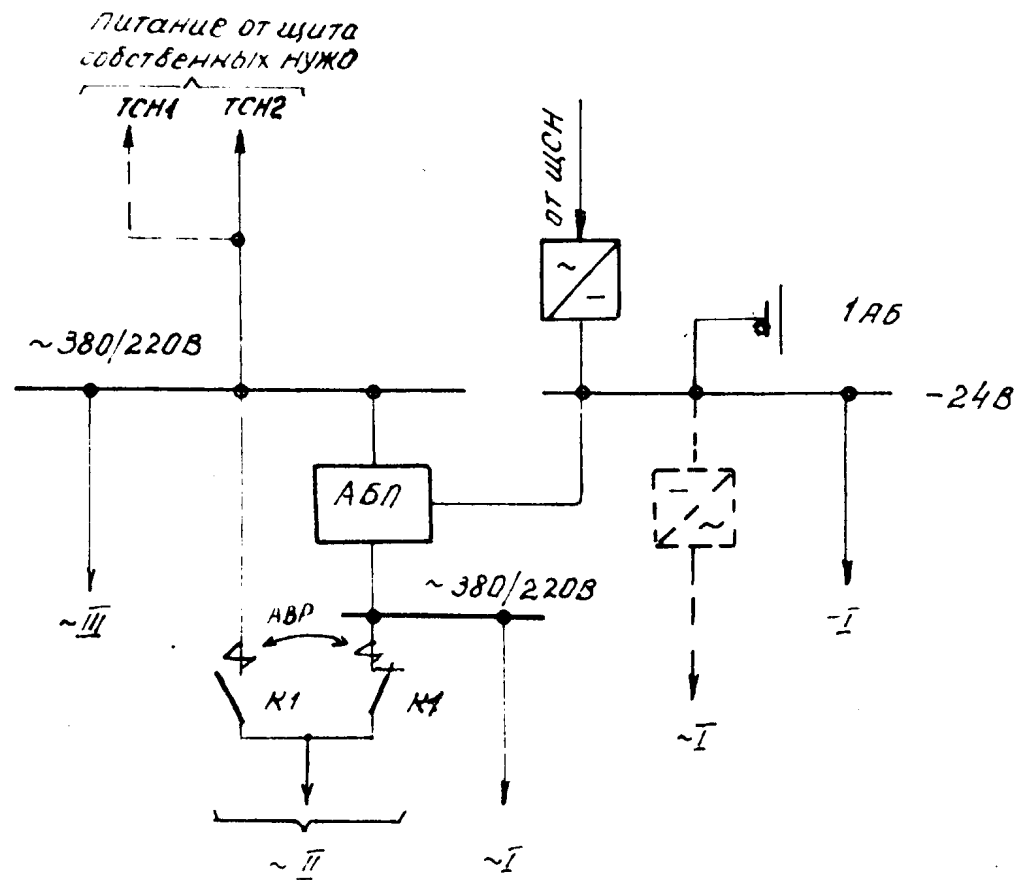 Питание от щита
собственных нужд
ТСН1 ТСН2
от ЩСН
~
-
1АБ
~380/220В
-24В
АБП
-
~
~380/220В
~III
АВР
-I
К1
К1
~I
~II
~I